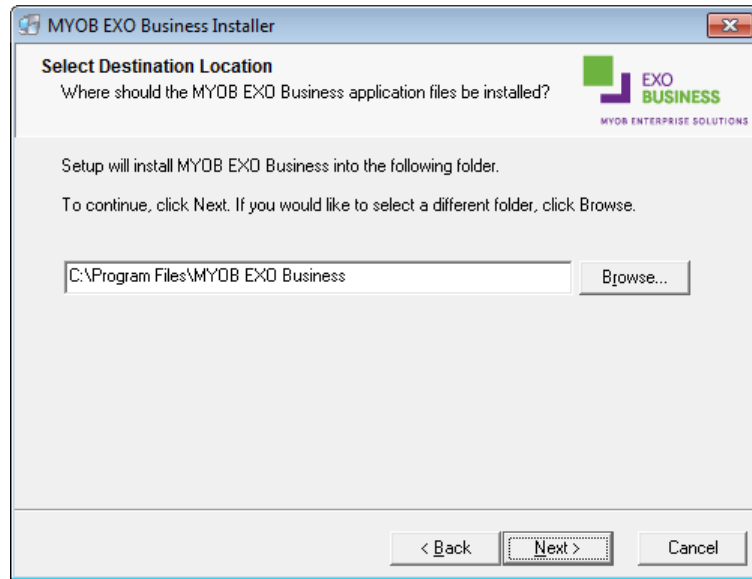 MYOB EXO Business Installer
Select Destination Location
Where should the MYOB EXO Business application files be installed?
EXO
BUSINESS
MYOB ENTERPRISE SOLUTIONS
Setup will install MYOB EXO Business into the following folder.
To continue, click Next. If you would like to select a different folder, click Browse.
C:\Program Files\MYOB EXO Business
Browse...
< Back
Next >
Cancel